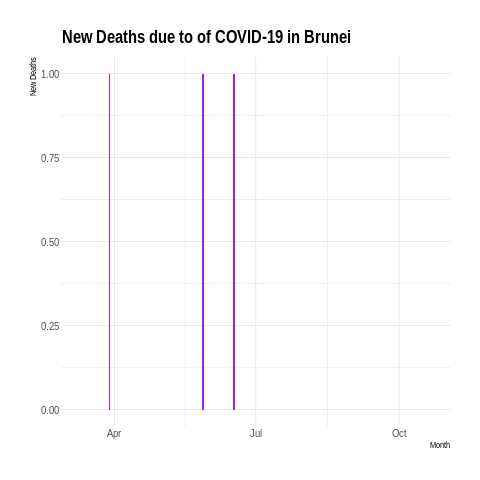 New Deaths due to of COVID-19 in Brunei
New Deaths
1.00
0.75
0.50
0.25
0.00
Apr
Jul
Oct
Month